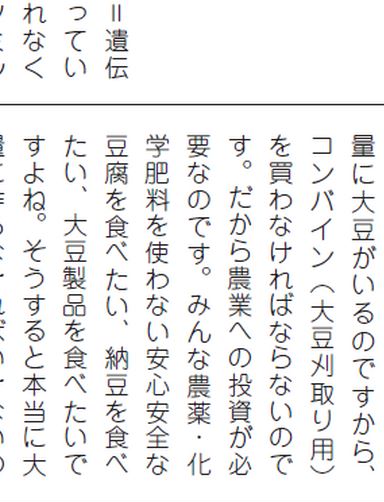 ＝遺伝
ってい
れなく
量に大豆がいるのですから、
コンバイン（大豆刈取り用）
を買わなければならないので
す。だから農業への投資が必
要なのです。みんな農薬・化
学肥料を使わない安心安全な
豆腐を食べたい、納豆を食べ
たい、大豆製品を食べたいで
すよね。そうすると本当に大